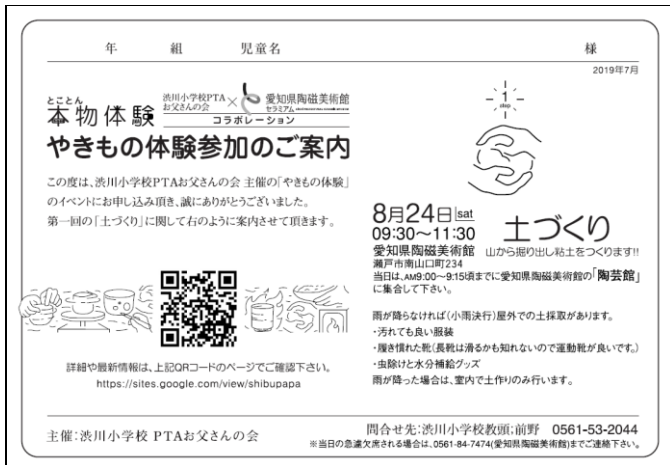 年 組 児童名 様
2019年7月
とことん
本物体験
渋川小学校PTA
お父さんの会
×
愛知県陶磁美術館
セラミアム
コラボレーション
やきもの体験参加のご案内
この度は、渋川小学校PTAお父さんの会 主催の「やきもの体験」
のイベントにお申し込み頂き、誠にありがとうございました。
第一回の「土づくり」に関して右のように案内させて頂きます。
詳細や最新情報は、上記QRコードのページでご確認下さい。
https://sites.google.com/view/shibupapa
1
step
8月24日 sat
09:30〜11:30
土づくり
愛知県陶磁美術館
山から掘り出し粘土をつくります!!
瀬戸市南山口町234
当日は、AM9:00〜9:15頃までに愛知県陶磁美術館の「陶芸館」
に集合して下さい。
雨が降らなければ(小雨決行)屋外での土採取があります。
・汚れても良い服装
・履き慣れた靴(長靴は滑るかも知れないので運動靴が良いです。)
・虫除けと水分補給グッズ
雨が降った場合は、室内で土作りのみ行います。
主催:渋川小学校 PTAお父さんの会
問合せ先:渋川小学校教頭:前野 0561-53-2044
※当日の急遽欠席される場合は、0561-84-7474(愛知県陶磁美術館)までご連絡下さい。